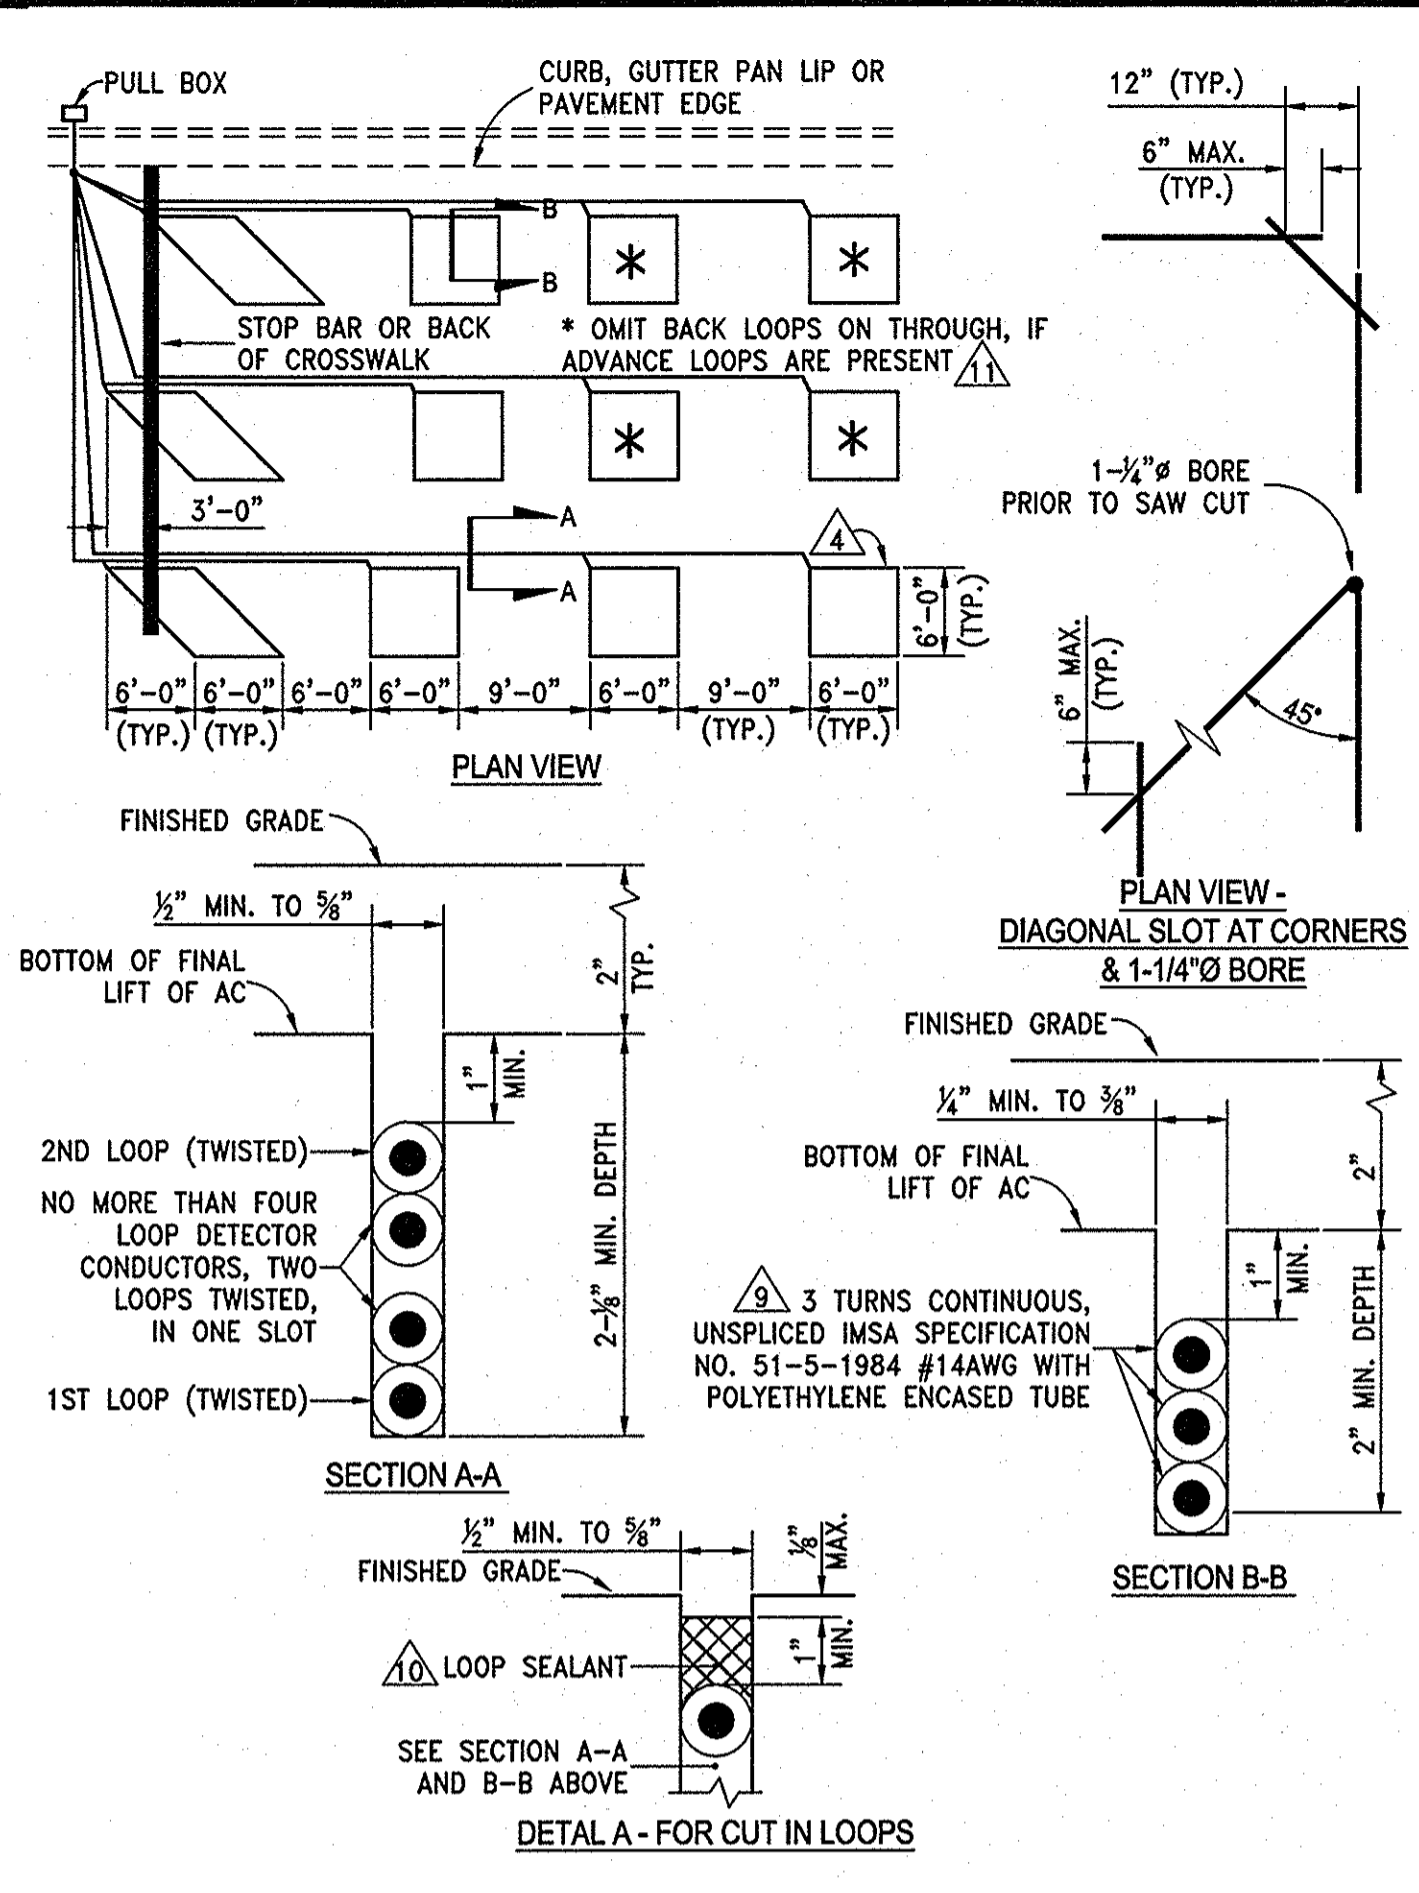 PULL BOX
CURB, GUTTER PAN LIP OR
PAVEMENT EDGE
B
B
*
*
STOP BAR OR BACK
OF CROSSWALK
* OMIT BACK LOOPS ON THROUGH, IF
ADVANCE LOOPS ARE PRESENT 11
*
*
3'-0"
A
A
4
6'-0"
(TYP.)
6'-0" 6'-0" 6'-0" 6'-0" 9'-0" 6'-0" 9'-0" 6'-0"
(TYP.) (TYP.) (TYP.) (TYP.)
PLAN VIEW
12" (TYP.)
6" MAX.
(TYP.)
1-1/4"ø BORE
PRIOR TO SAW CUT
6" MAX.
(TYP.)
45°
PLAN VIEW -
DIAGONAL SLOT AT CORNERS
& 1-1/4"Ø BORE
FINISHED GRADE
1/2" MIN. TO 5/8"
2"
TYP.
BOTTOM OF FINAL
LIFT OF AC
1"
MIN.
2-1/8" MIN. DEPTH
2ND LOOP (TWISTED)
NO MORE THAN FOUR
LOOP DETECTOR
CONDUCTORS, TWO
LOOPS TWISTED,
IN ONE SLOT
1ST LOOP (TWISTED)
SECTION A-A
FINISHED GRADE
1/4" MIN. TO 3/8"
2"
BOTTOM OF FINAL
LIFT OF AC
1"
MIN.
2" MIN. DEPTH
9 3 TURNS CONTINUOUS,
UNSPLICED IMSA SPECIFICATION
NO. 51-5-1984 #14AWG WITH
POLYETHYLENE ENCASED TUBE
SECTION B-B
1/2" MIN. TO 5/8"
1/8"
MAX.
FINISHED GRADE
1"
MIN.
10 LOOP SEALANT
SEE SECTION A-A
AND B-B ABOVE
DETAL A - FOR CUT IN LOOPS